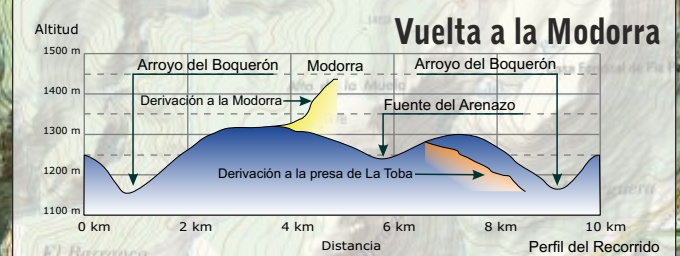 Vuelta a la Modorra
Altitud
1500 m
1400 m
1300 m
1200 m
1100 m
Arroyo del Boquerón
Modorra
Arroyo del Boquerón
Derivación a la Modorra
Fuente del Arenazo
Derivación a la presa de La Toba
0 km
2 km
4 km
6 km
8 km
10 km
Distancia
Perfil del Recorrido